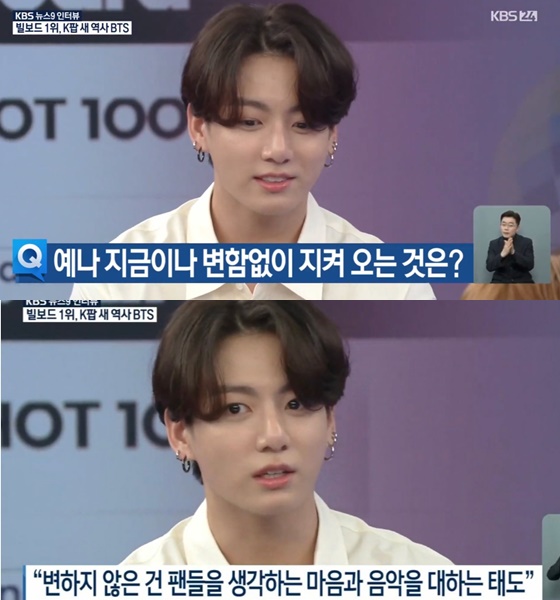 KBS 뉴스9 인터뷰
빌보드 1위, K팝 새 역사 BTS
KBS 24
OT 100
Q 예나 지금이나 변함없이 지켜 오는 것은?
KBS 뉴스9 인터뷰
빌보드 1위, K팝 새 역사 BTS
HOT 10
“변하지 않은 건 팬들을 생각하는 마음과 음악을 대하는 태도”